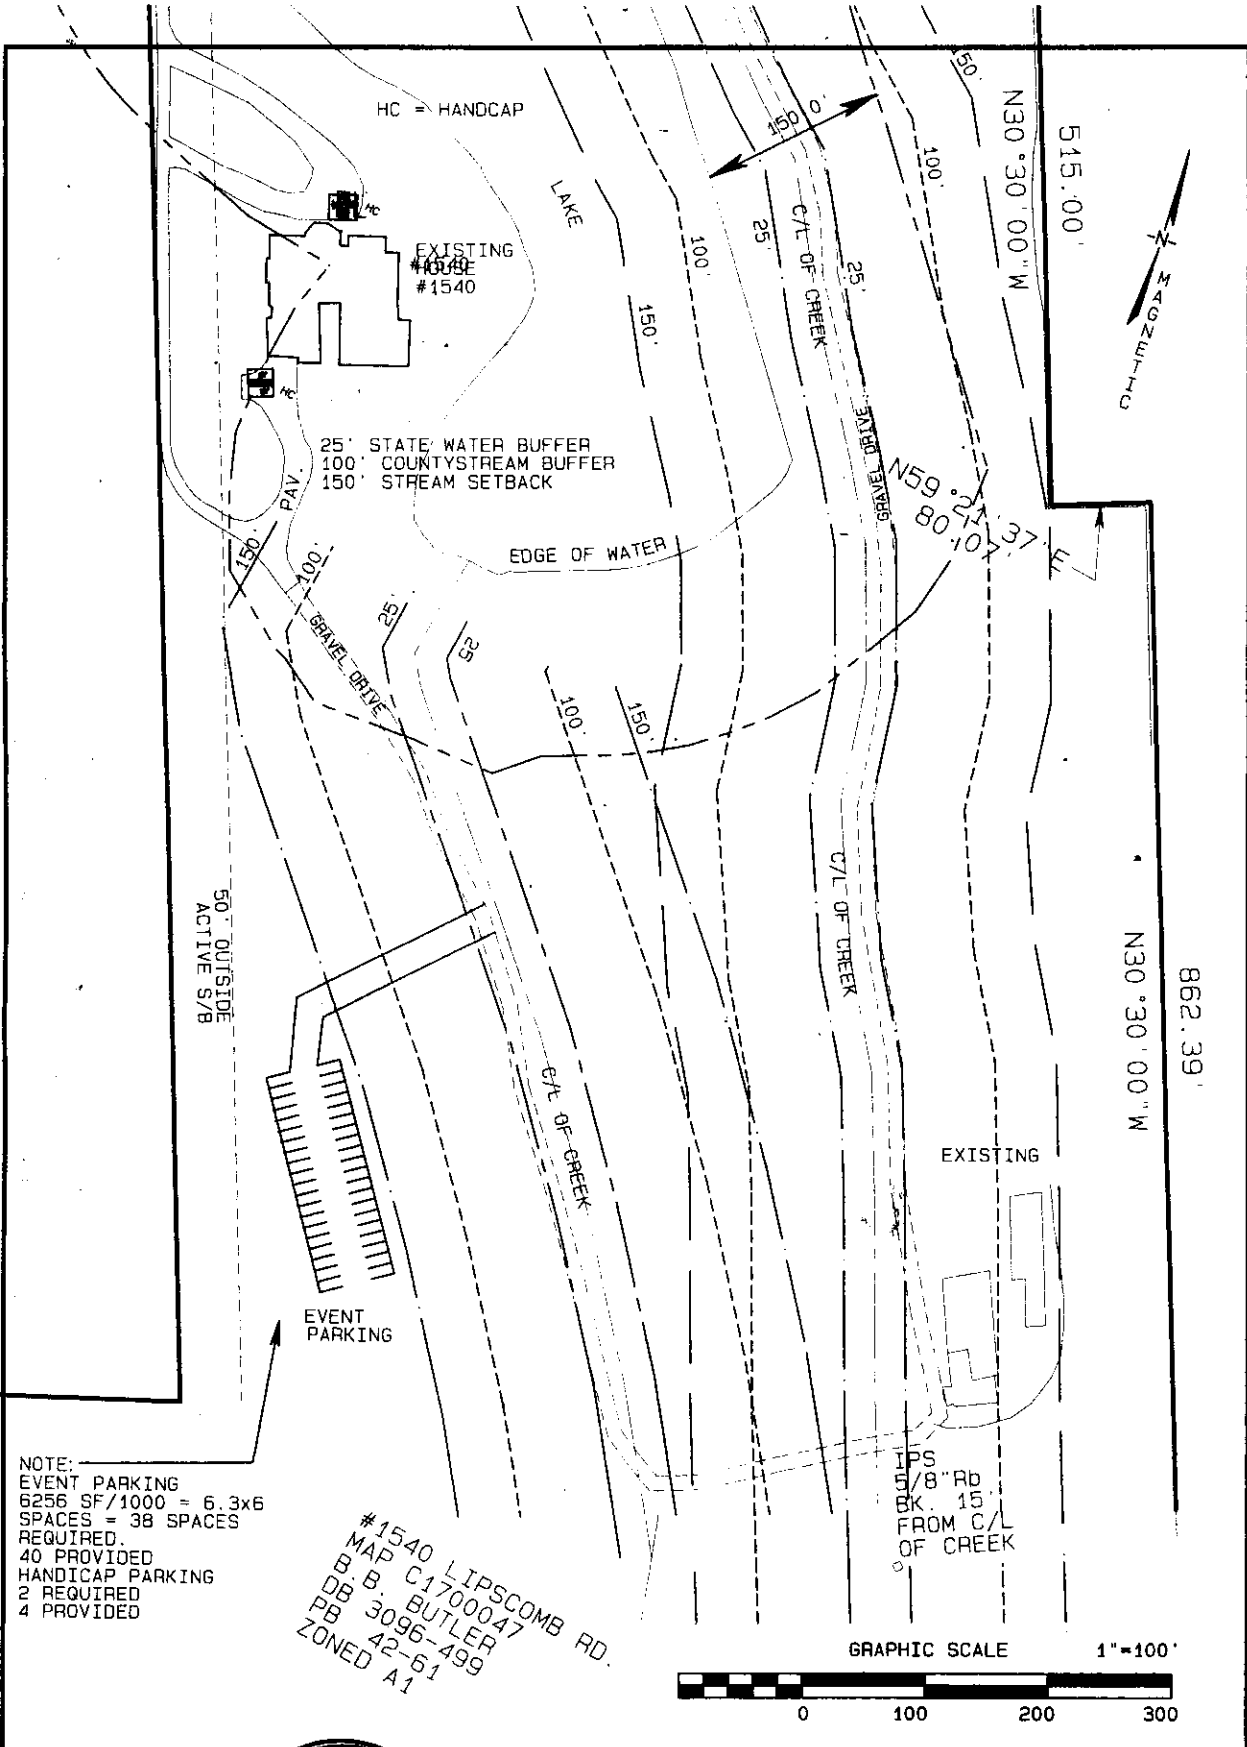 HC = HANDCAP
50'
150.0'
N30°30'00"W
515.00'
100'
LAKE
C/L OF CREEK
25'
25'
100'
150'
N
MAGNETIC
HC
EXISTING
HOUSE
#1540
#1540
HC
25' STATE WATER BUFFER
100' COUNTYSTREAM BUFFER
150' STREAM SETBACK
PAV.
GRAVEL DRIVE
N59°21'37"E
80.07'
EDGE OF WATER
150'
100'
GRAVEL DRIVE
25'
25
100'
150'
50' OUTSIDE
ACTIVE S/B
C/L OF CREEK
C/L OF CREEK
N30°30'00"W
862.39'
EXISTING
EVENT
PARKING
NOTE:
EVENT PARKING
6256 SF/1000 = 6.3x6
SPACES = 38 SPACES
REQUIRED.
40 PROVIDED
HANDICAP PARKING
2 REQUIRED
4 PROVIDED
#1540 LIPSCOMB RD.
MAP C1700047
B.B. BUTLER
DB 3096-499
PB 42-61
ZONED A1
IPS
5/8"Rb
BK. 15'
FROM C/L
OF CREEK
GRAPHIC SCALE 1"=100'
0 100 200 300